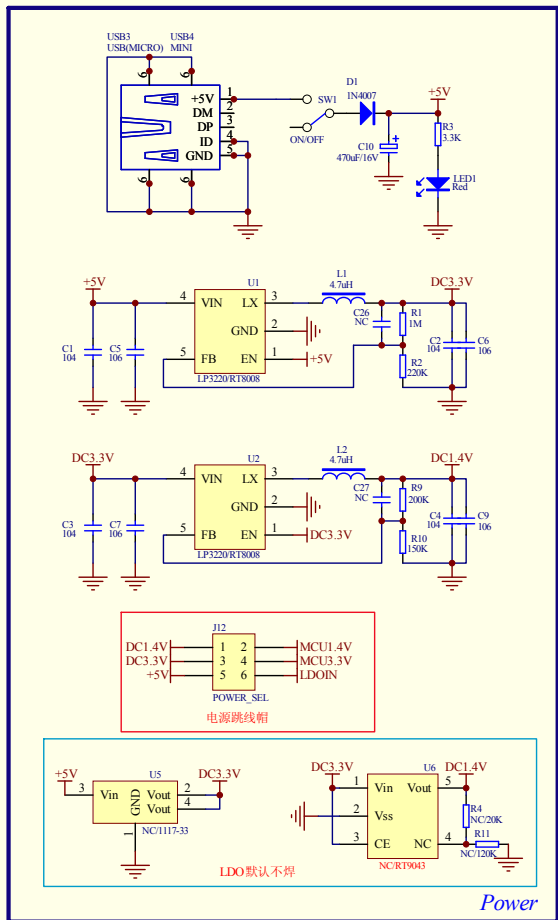 USB3 USB4
USB(MICRO) MINI
6 6
+5V 1
DM 2
DP 3
ID 4
GND 5
6 6
SW1
ON/OFF
D1
1N4007
+5V
C10
470uF/16V
R3
3.3K
LED1
Red
+5V
C1
104
C5
106
U1
4 VIN LX 3
GND 2
5 FB EN 1
+5V
LP3220/RT8008
L1
4.7uH
C26
NC
R1
1M
R2
220K
DC3.3V
C2
104
C6
106
DC3.3V
C3
104
C7
106
U2
4 VIN LX 3
GND 2
5 FB EN 1
DC3.3V
LP3220/RT8008
L2
4.7uH
C27
NC
R9
200K
R10
150K
DC1.4V
C4
104
C9
106
J12
DC1.4V 1 2 MCU1.4V
DC3.3V 3 4 MCU3.3V
+5V 5 6 LDOIN
POWER_SEL
电源跳线帽
+5V
U5
DC3.3V
3 Vin GND Vout 2
Vout 4
1
NC/1117-33
DC3.3V
U6
DC1.4V
1 Vin Vout 5
2 Vss
3 CE NC 4
NC/RT9043
R4
NC/20K
R11
NC/120K
LDO默认不焊
Power